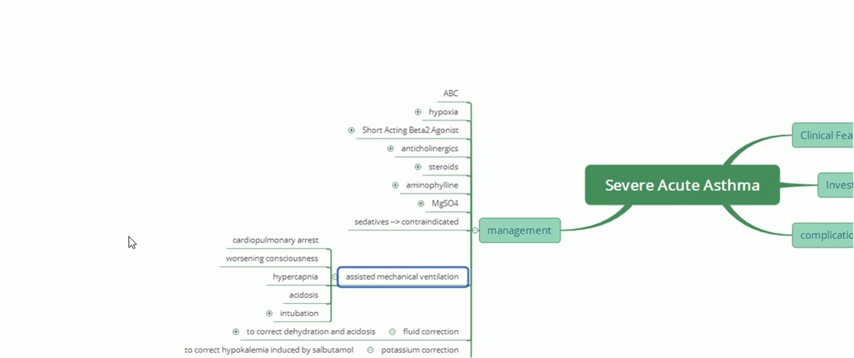 ABC
hypoxia
Short Acting Beta2 Agonist
anticholinergics
steroids
aminophylline
MgSO4
sedatives --> contraindicated
cardiopulmonary arrest
worsening consciousness
hypercapnia
acidosis
intubation
assisted mechanical ventilation
to correct dehydration and acidosis
fluid correction
to correct hypokalemia induced by salbutamol
potassium correction
management
Severe Acute Asthma
Clinical Fea
Invest
complicatio